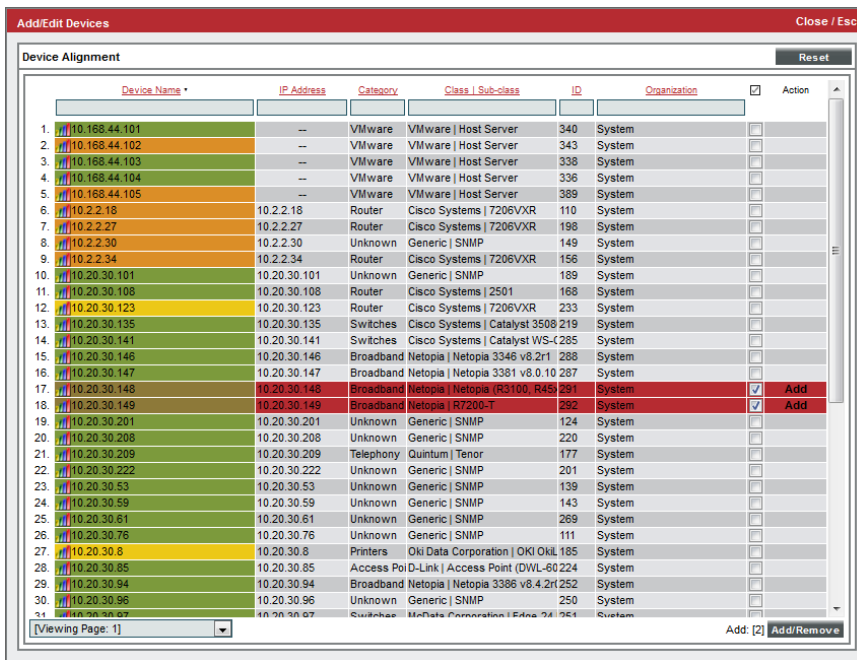 Add/Edit Devices Close / Esc
Device Alignment Reset
Device Name • IP Address Category Class | Sub-class ID Organization Action
1. 10.168.44.101 -- VMware VMware | Host Server 340 System
2. 10.168.44.102 -- VMware VMware | Host Server 343 System
3. 10.168.44.103 -- VMware VMware | Host Server 338 System
4. 10.168.44.104 -- VMware VMware | Host Server 336 System
5. 10.168.44.105 -- VMware VMware | Host Server 389 System
6. 10.2.2.18 10.2.2.18 Router Cisco Systems | 7206VXR 110 System
7. 10.2.2.27 10.2.2.27 Router Cisco Systems | 7206VXR 198 System
8. 10.2.2.30 10.2.2.30 Unknown Generic | SNMP 149 System
9. 10.2.2.34 10.2.2.34 Router Cisco Systems | 7206VXR 156 System
10. 10.20.30.101 10.20.30.101 Unknown Generic | SNMP 189 System
11. 10.20.30.108 10.20.30.108 Router Cisco Systems | 2501 168 System
12. 10.20.30.123 10.20.30.123 Router Cisco Systems | 7206VXR 233 System
13. 10.20.30.135 10.20.30.135 Switches Cisco Systems | Catalyst 3508 219 System
14. 10.20.30.141 10.20.30.141 Switches Cisco Systems | Catalyst WS-C 285 System
15. 10.20.30.146 10.20.30.146 Broadband Netopia | Netopia 3346 v8.2r1 288 System
16. 10.20.30.147 10.20.30.147 Broadband Netopia | Netopia 3381 v8.0.10 287 System
17. 10.20.30.148 10.20.30.148 Broadband Netopia | Netopia (R3100, R45x 291 System Add
18. 10.20.30.149 10.20.30.149 Broadband Netopia | R7200-T 292 System Add
19. 10.20.30.201 10.20.30.201 Unknown Generic | SNMP 124 System
20. 10.20.30.208 10.20.30.208 Unknown Generic | SNMP 220 System
21. 10.20.30.209 10.20.30.209 Telephony Quintum | Tenor 177 System
22. 10.20.30.222 10.20.30.222 Unknown Generic | SNMP 201 System
23. 10.20.30.53 10.20.30.53 Unknown Generic | SNMP 139 System
24. 10.20.30.59 10.20.30.59 Unknown Generic | SNMP 143 System
25. 10.20.30.61 10.20.30.61 Unknown Generic | SNMP 269 System
26. 10.20.30.76 10.20.30.76 Unknown Generic | SNMP 111 System
27. 10.20.30.8 10.20.30.8 Printers Oki Data Corporation | OKI OkiL 185 System
28. 10.20.30.85 10.20.30.85 Access Poi D-Link | Access Point (DWL-60 224 System
29. 10.20.30.94 10.20.30.94 Broadband Netopia | Netopia 3386 v8.4.2r( 252 System
30. 10.20.30.96 10.20.30.96 Unknown Generic | SNMP 250 System
31. 10.20.30.97 10.20.30.97 Switches McData Corporation | Edge 24 251 System
[Viewing Page: 1] Add: [2] Add/Remove